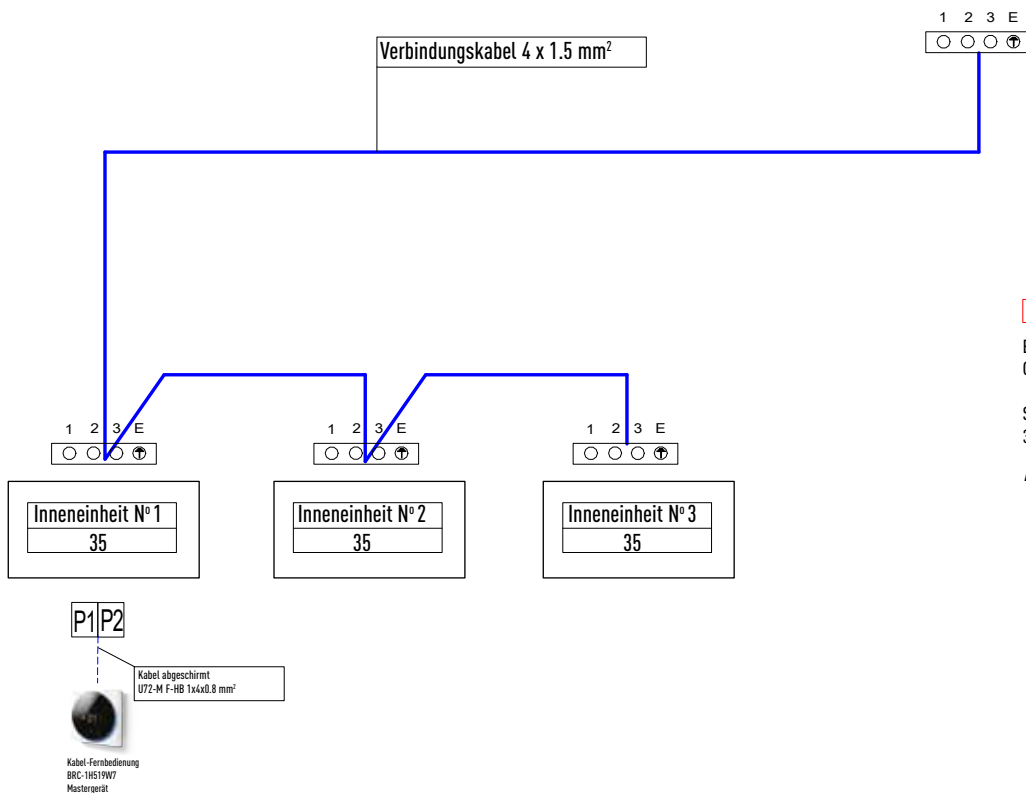 1 2 3 E
Verbindungskabel 4 x 1.5 mm²
1 2 3 E
1 2 3 E
1 2 3 E
Inneneinheit Nº 1
35
Inneneinheit Nº 2
35
Inneneinheit Nº 3
35
P1 P2
Kabel abgeschirmt
U72-M F-HB 1x4x0.8 mm²
Kabel-Fernbedienung
BRC-1H519W7
Mastergerät